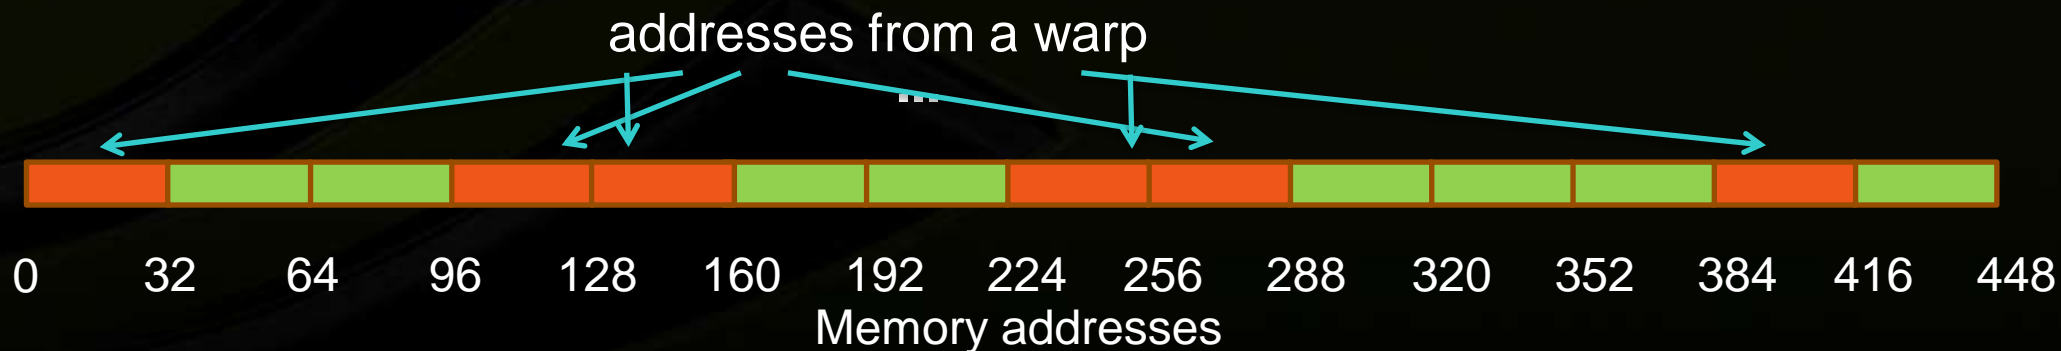 addresses from a warp
...
0 32 64 96 128 160 192 224 256 288 320 352 384 416 448
Memory addresses